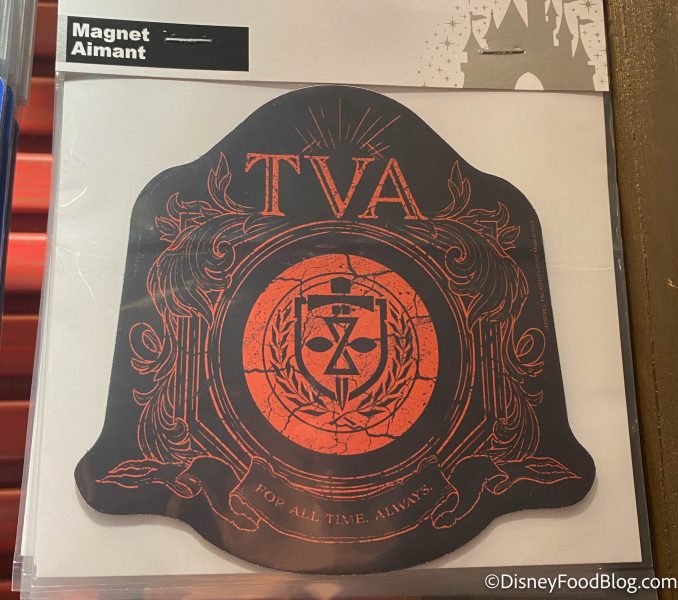 Magnet
Aimant
TVA
FOR ALL TIME. ALWAYS.
©DisneyFoodBlog.com